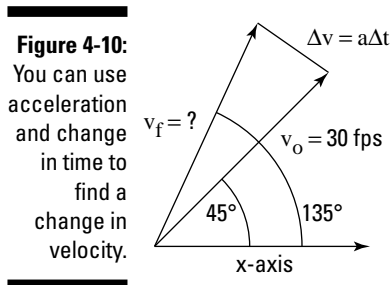 Figure 4-10:
You can use
acceleration
and change
in time to
find a
change in
velocity.
Δv = aΔt
v_f = ?
v_o = 30 fps
45°
135°
x-axis